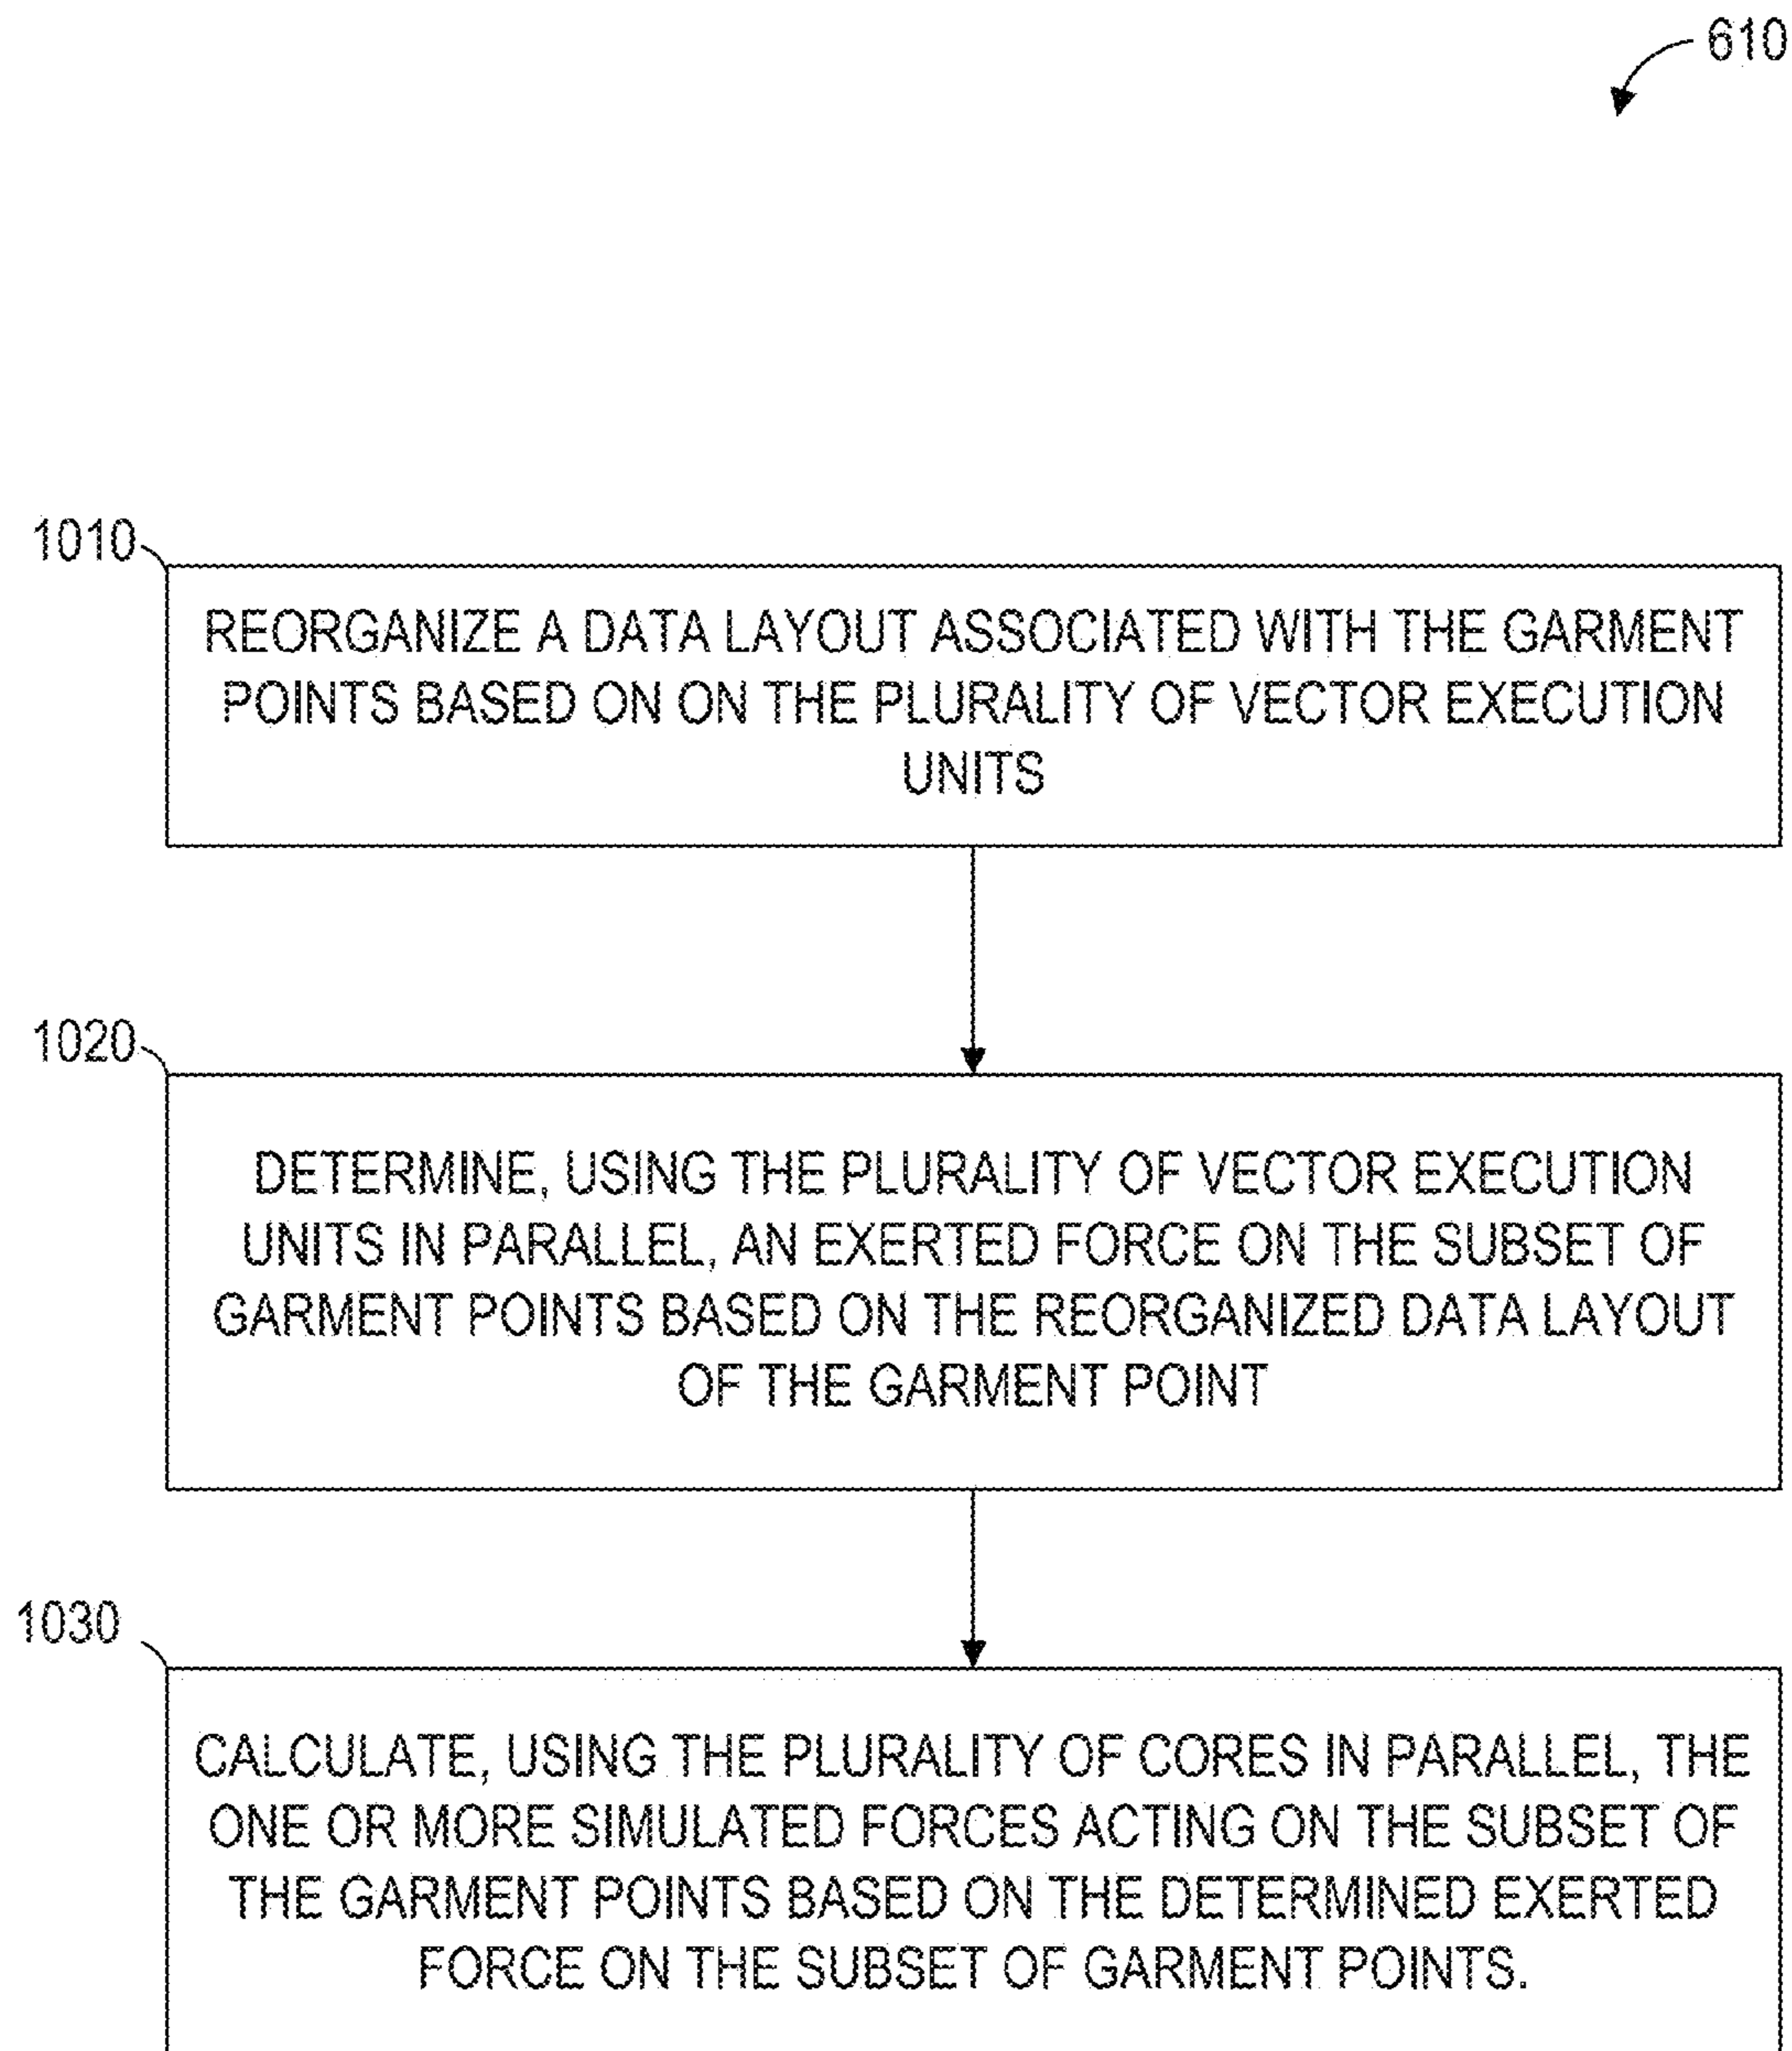 610
1010
REORGANIZE A DATA LAYOUT ASSOCIATED WITH THE GARMENT
POINTS BASED ON ON THE PLURALITY OF VECTOR EXECUTION
UNITS
1020
DETERMINE, USING THE PLURALITY OF VECTOR EXECUTION
UNITS IN PARALLEL, AN EXERTED FORCE ON THE SUBSET OF
GARMENT POINTS BASED ON THE REORGANIZED DATA LAYOUT
OF THE GARMENT POINT
1030
CALCULATE, USING THE PLURALITY OF CORES IN PARALLEL, THE
ONE OR MORE SIMULATED FORCES ACTING ON THE SUBSET OF
THE GARMENT POINTS BASED ON THE DETERMINED EXERTED
FORCE ON THE SUBSET OF GARMENT POINTS.